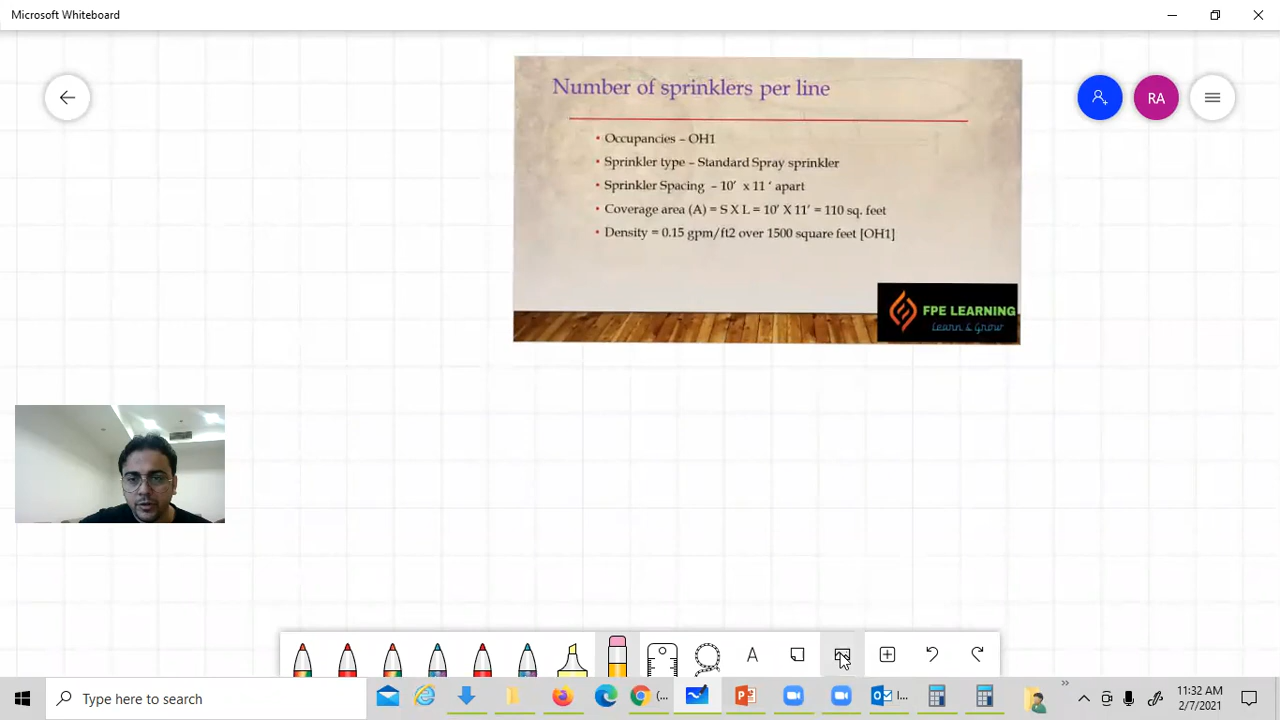 Microsoft Whiteboard
Number of sprinklers per line
• Occupancies – OH1
• Sprinkler type – Standard Spray sprinkler
• Sprinkler Spacing – 10′ x 11 ‘ apart
• Coverage area (A) = S X L = 10′ X 11′ = 110 sq. feet
• Density = 0.15 gpm/ft2 over 1500 square feet [OH1]
FPE LEARNING
Learn & Grow
RA
A
Type here to search
(...
I...
11:32 AM
2/7/2021